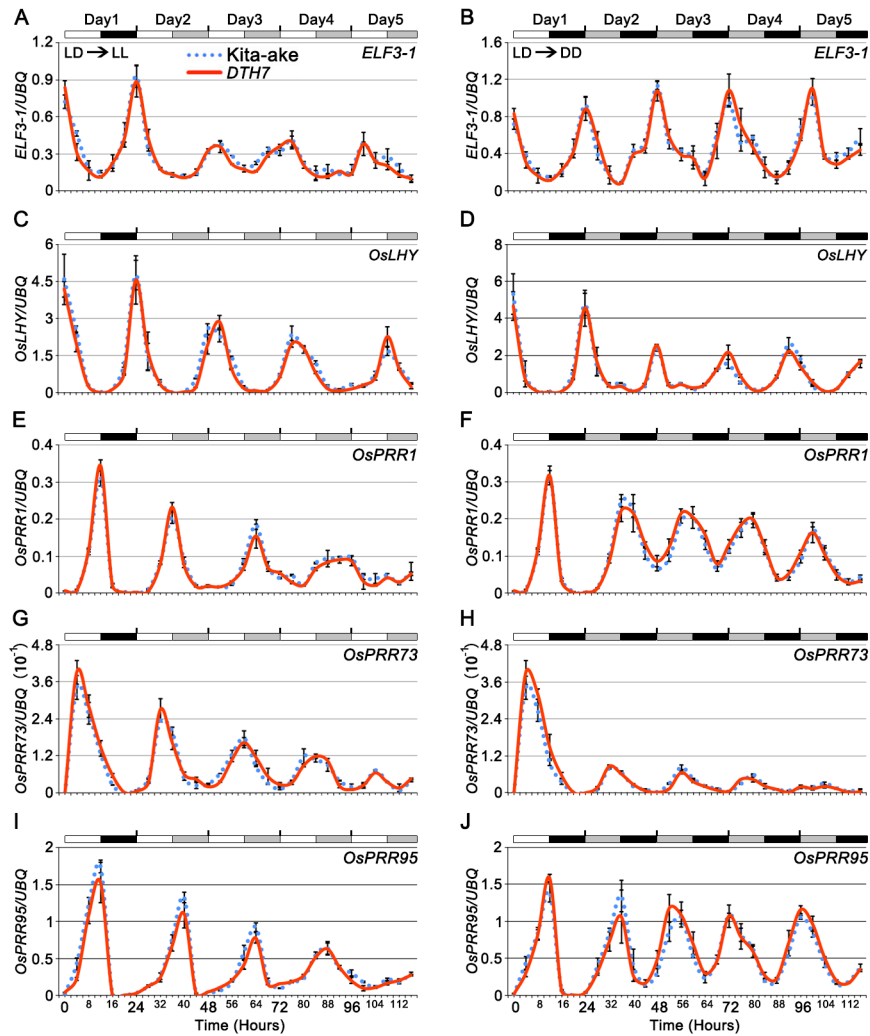 A
Day1 Day2 Day3 Day4 Day5
LD → LL
Kita-ake
DTH7
ELF3-1
ELF3-1/UBQ
1.2
0.9
0.6
0.3
0
B
Day1 Day2 Day3 Day4 Day5
LD → DD
ELF3-1
ELF3-1/UBQ
1.6
1.2
0.8
0.4
0
C
OsLHY
OsLHY/UBQ
6
4.5
3
1.5
0
D
OsLHY
OsLHY/UBQ
8
6
4
2
0
E
OsPRR1
OsPRR1/UBQ
0.4
0.3
0.2
0.1
0
F
OsPRR1
OsPRR1/UBQ
0.4
0.3
0.2
0.1
0
G
OsPRR73
OsPRR73/UBQ (10⁻¹)
4.8
3.6
2.4
1.2
0
H
OsPRR73
OsPRR73/UBQ (10⁻¹)
4.8
3.6
2.4
1.2
0
I
OsPRR95
OsPRR95/UBQ
2
1.5
1
0.5
0
0 8 16 24 32 40 48 56 64 72 80 88 96 104 112
Time (Hours)
J
OsPRR95
OsPRR95/UBQ
2
1.5
1
0.5
0
0 8 16 24 32 40 48 56 64 72 80 88 96 104 112
Time (Hours)